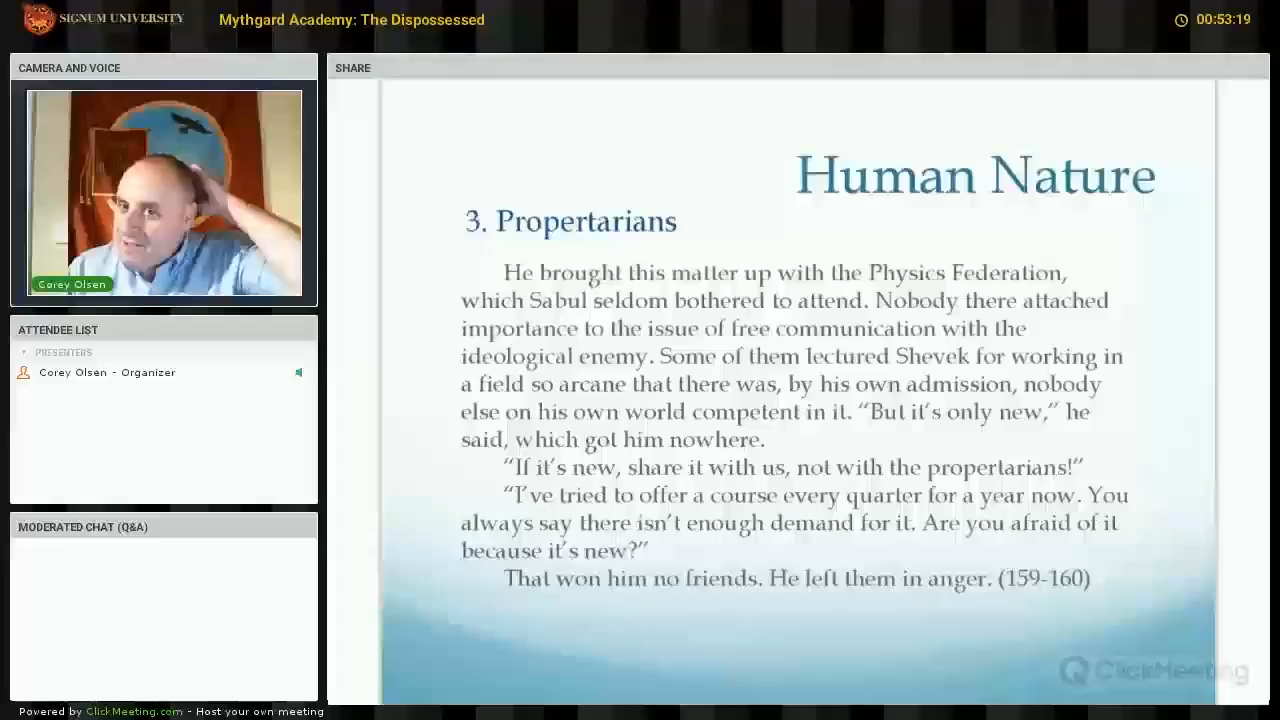 SIGNUM UNIVERSITY
Mythgard Academy: The Dispossessed
00:53:19
CAMERA AND VOICE
Corey Olsen
ATTENDEE LIST
PRESENTERS
Corey Olsen - Organizer
MODERATED CHAT (Q&A)
SHARE
Human Nature
3. Propertarians
He brought this matter up with the Physics Federation,
which Sabul seldom bothered to attend. Nobody there attached
importance to the issue of free communication with the
ideological enemy. Some of them lectured Shevek for working in
a field so arcane that there was, by his own admission, nobody
else on his own world competent in it. “But it’s only new,” he
said, which got him nowhere.
“If it’s new, share it with us, not with the propertarians!”
“I’ve tried to offer a course every quarter for a year now. You
always say there isn’t enough demand for it. Are you afraid of it
because it’s new?”
That won him no friends. He left them in anger. (159-160)
ClickMeeting
Powered by ClickMeeting.com - Host your own meeting